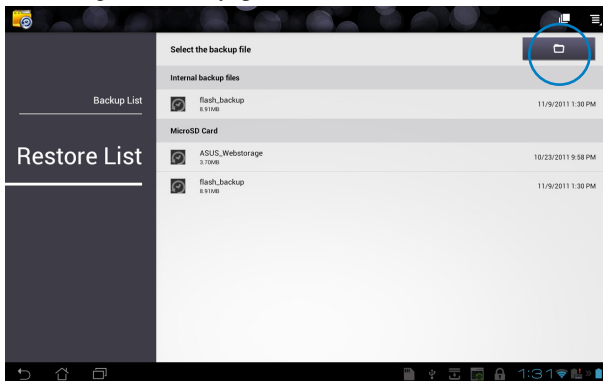 Select the backup file
Internal backup files
Backup List
flash_backup
8.91MB
11/9/2011 1:30 PM
MicroSD Card
Restore List
ASUS_Webstorage
3.70MB
10/23/2011 9:58 PM
flash_backup
8.91MB
11/9/2011 1:30 PM
1:31